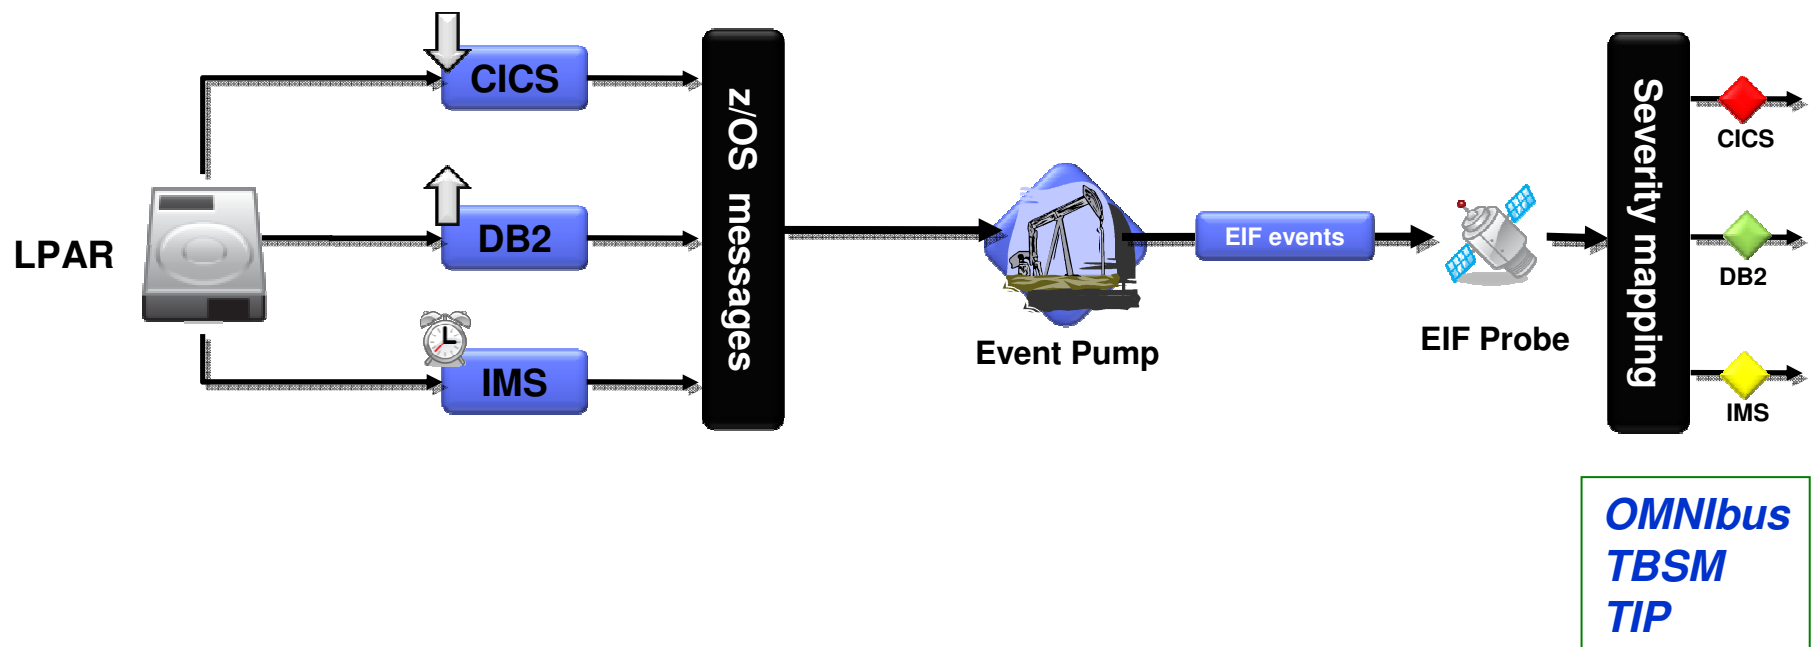 LPAR
CICS
DB2
IMS
z/OS messages
Event Pump
EIF events
EIF Probe
Severity mapping
CICS
DB2
IMS
OMNIbus
TBSM
TIP